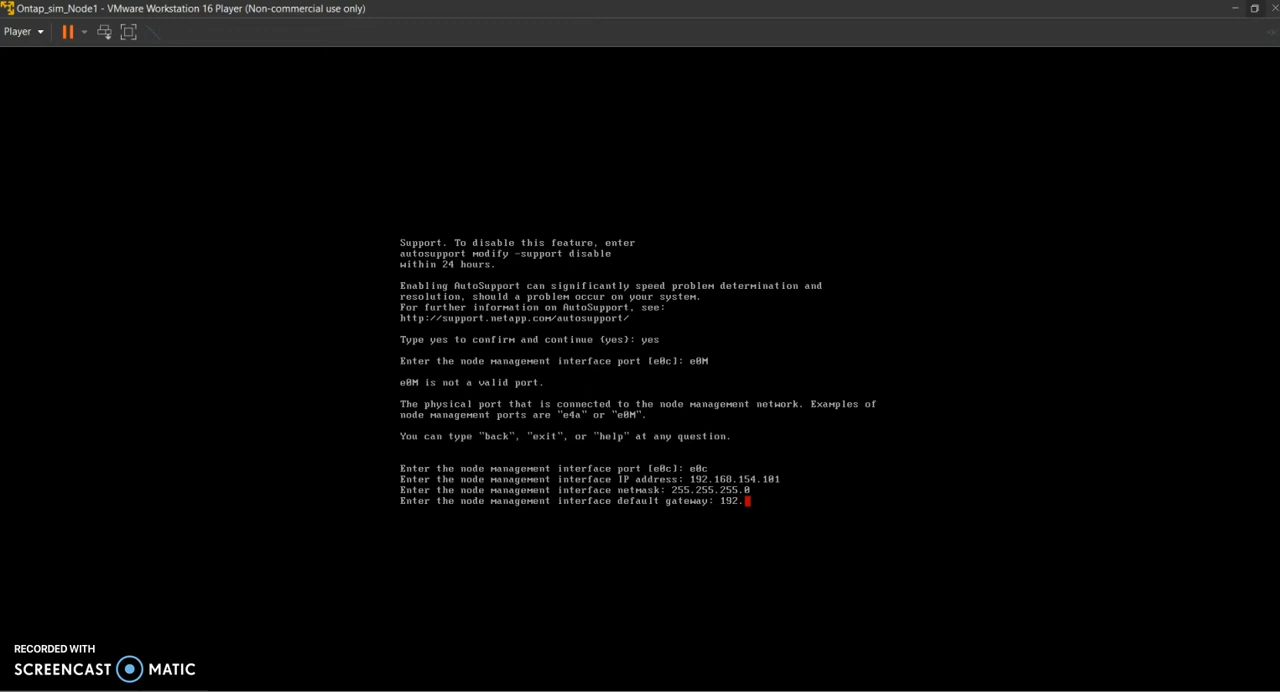 Ontap_sim_Node1 - VMware Workstation 16 Player (Non-commercial use only)
Player
Support. To disable this feature, enter
autosupport modify -support disable
within 24 hours.
Enabling AutoSupport can significantly speed problem determination and
resolution, should a problem occur on your system.
For further information on AutoSupport, see:
http://support.netapp.com/autosupport/
Type yes to confirm and continue {yes}: yes
Enter the node management interface port [e0c]: e0M
e0M is not a valid port.
The physical port that is connected to the node management network. Examples of
node management ports are "e4a" or "e0M".
You can type "back", "exit", or "help" at any question.
Enter the node management interface port [e0c]: e0c
Enter the node management interface IP address: 192.168.154.101
Enter the node management interface netmask: 255.255.255.0
Enter the node management interface default gateway: 192.
RECORDED WITH
SCREENCAST MATIC